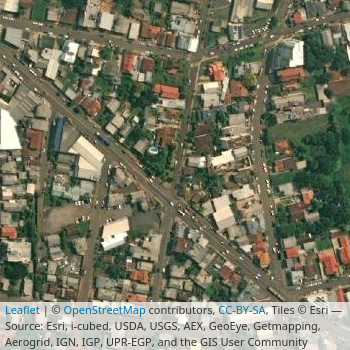 Leaflet | © OpenStreetMap contributors, CC-BY-SA, Tiles © Esri —
Source: Esri, i-cubed, USDA, USGS, AEX, GeoEye, Getmapping,
Aerogrid, IGN, IGP, UPR-EGP, and the GIS User Community